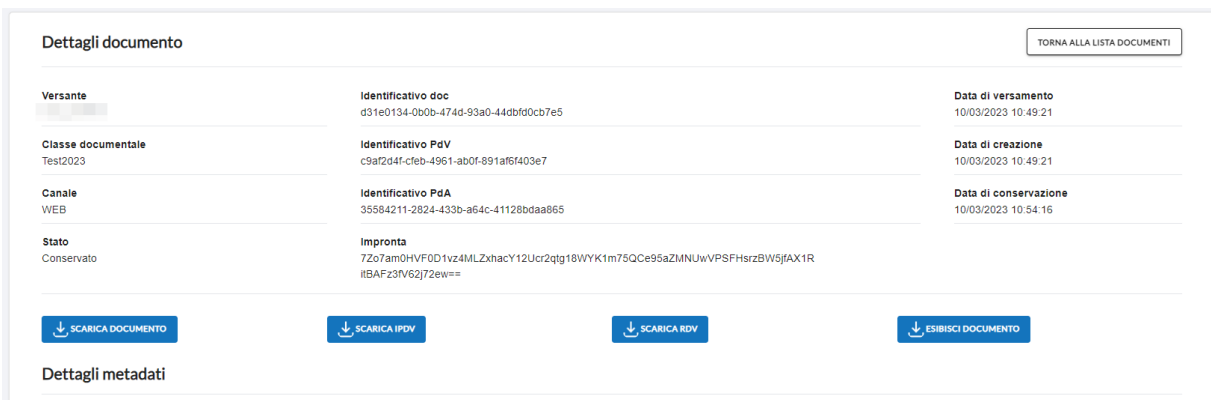 Dettagli documento
TORNA ALLA LISTA DOCUMENTI
Versante
Identificativo doc
d31e0134-0b0b-474d-93a0-44dbfd0cb7e5
Data di versamento
10/03/2023 10:49:21
Classe documentale
Test2023
Identificativo PdV
c9af2d4f-cfeb-4961-ab0f-891af6f403e7
Data di creazione
10/03/2023 10:49:21
Canale
WEB
Identificativo PdA
35584211-2824-433b-a64c-41128bdaa865
Data di conservazione
10/03/2023 10:54:16
Stato
Conservato
Impronta
7Zo7am0HVF0D1vz4MLZxhacY12Ucr2qtg18WYK1m75QCe95aZMNUwVPSFHsrzBW5jfAX1R
itBAFz3fV62j72ew==
SCARICA DOCUMENTO
SCARICA IPDV
SCARICA RDV
ESIBISCI DOCUMENTO
Dettagli metadati